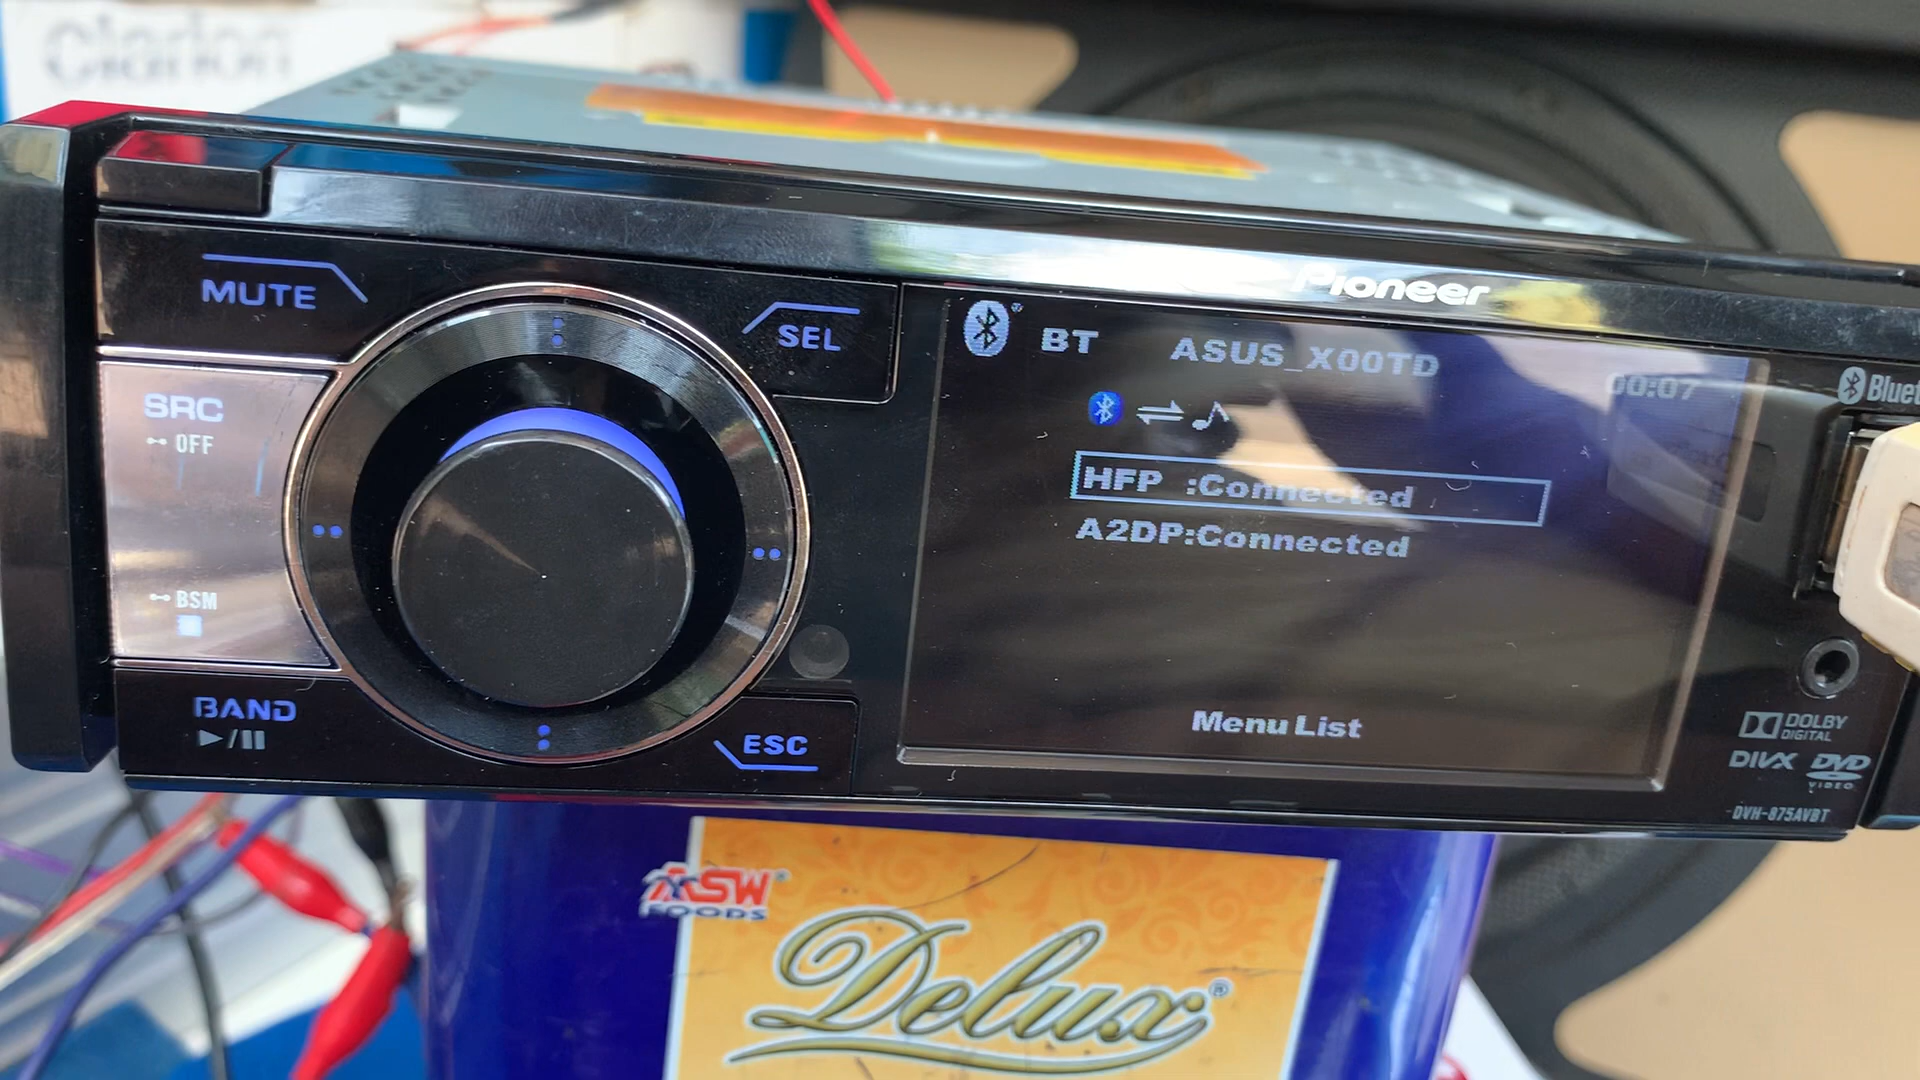 Clarion
Pioneer
MUTE
SEL
BT ASUS_X00TD
00:07
SRC
OFF
HFP :Connected
A2DP:Connected
BSM
BAND
ESC
Menu List
DOLBY
DIGITAL
DIVX DVD
VIDEO
DVH-875AVBT
ASW®
FOODS
Delux®